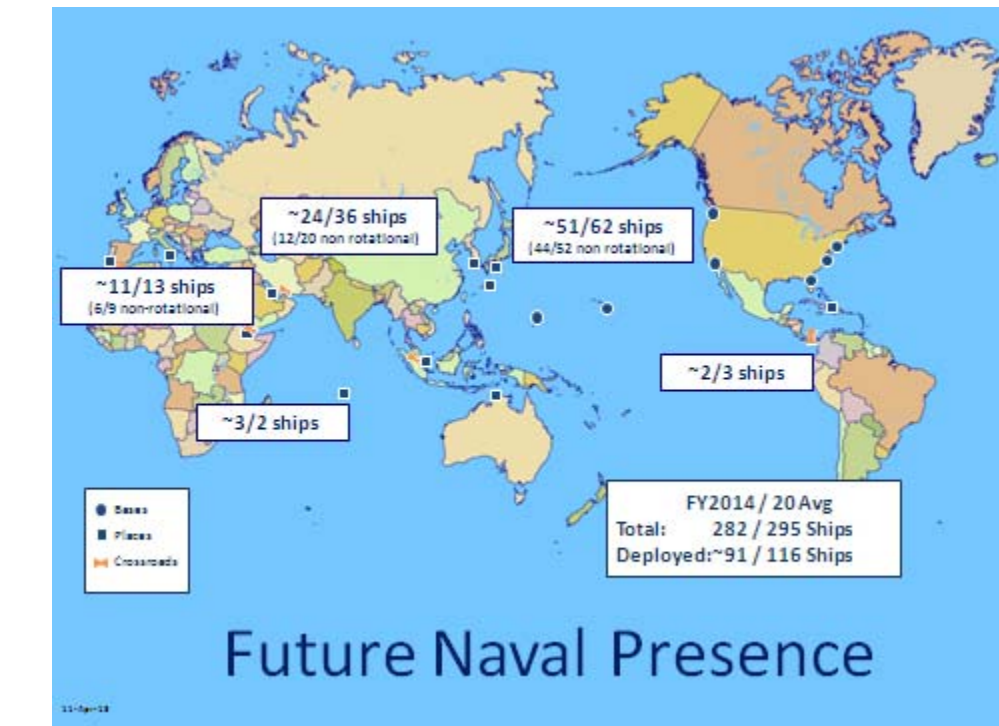 ~24/36 ships
(12/20 non rotational)
~51/62 ships
(44/52 non rotational)
~11/13 ships
(6/9 non-rotational)
~2/3 ships
~3/2 ships
Bases
Places
Crossroads
FY2014 / 20 Avg
Total: 282 / 295 Ships
Deployed:~91 / 116 Ships
Future Naval Presence